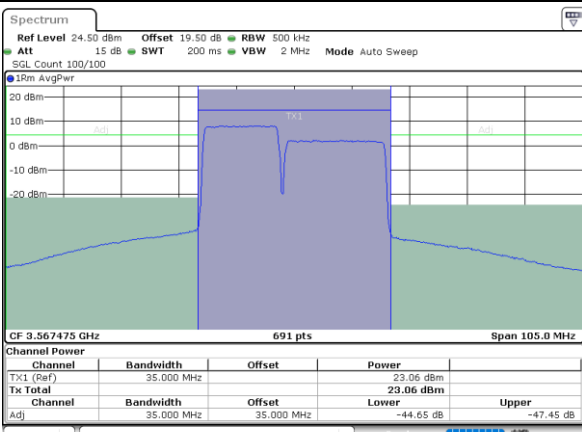 Spectrum
Ref Level 24.50 dBm Offset 19.50 dB RBW 500 kHz
Att 15 dB SWT 200 ms VBW 2 MHz Mode Auto Sweep
SGL Count 100/100
1Rm AvgPwr
20 dBm
TX1
10 dBm
Adj Adj
0 dBm
-10 dBm
-20 dBm
CF 3.567475 GHz 691 pts Span 105.0 MHz
Channel Power
Channel Bandwidth Offset Power
TX1 (Ref) 35.000 MHz 23.06 dBm
Tx Total 23.06 dBm
Channel Bandwidth Offset Lower Upper
Adj 35.000 MHz 35.000 MHz -44.65 dB -47.45 dB